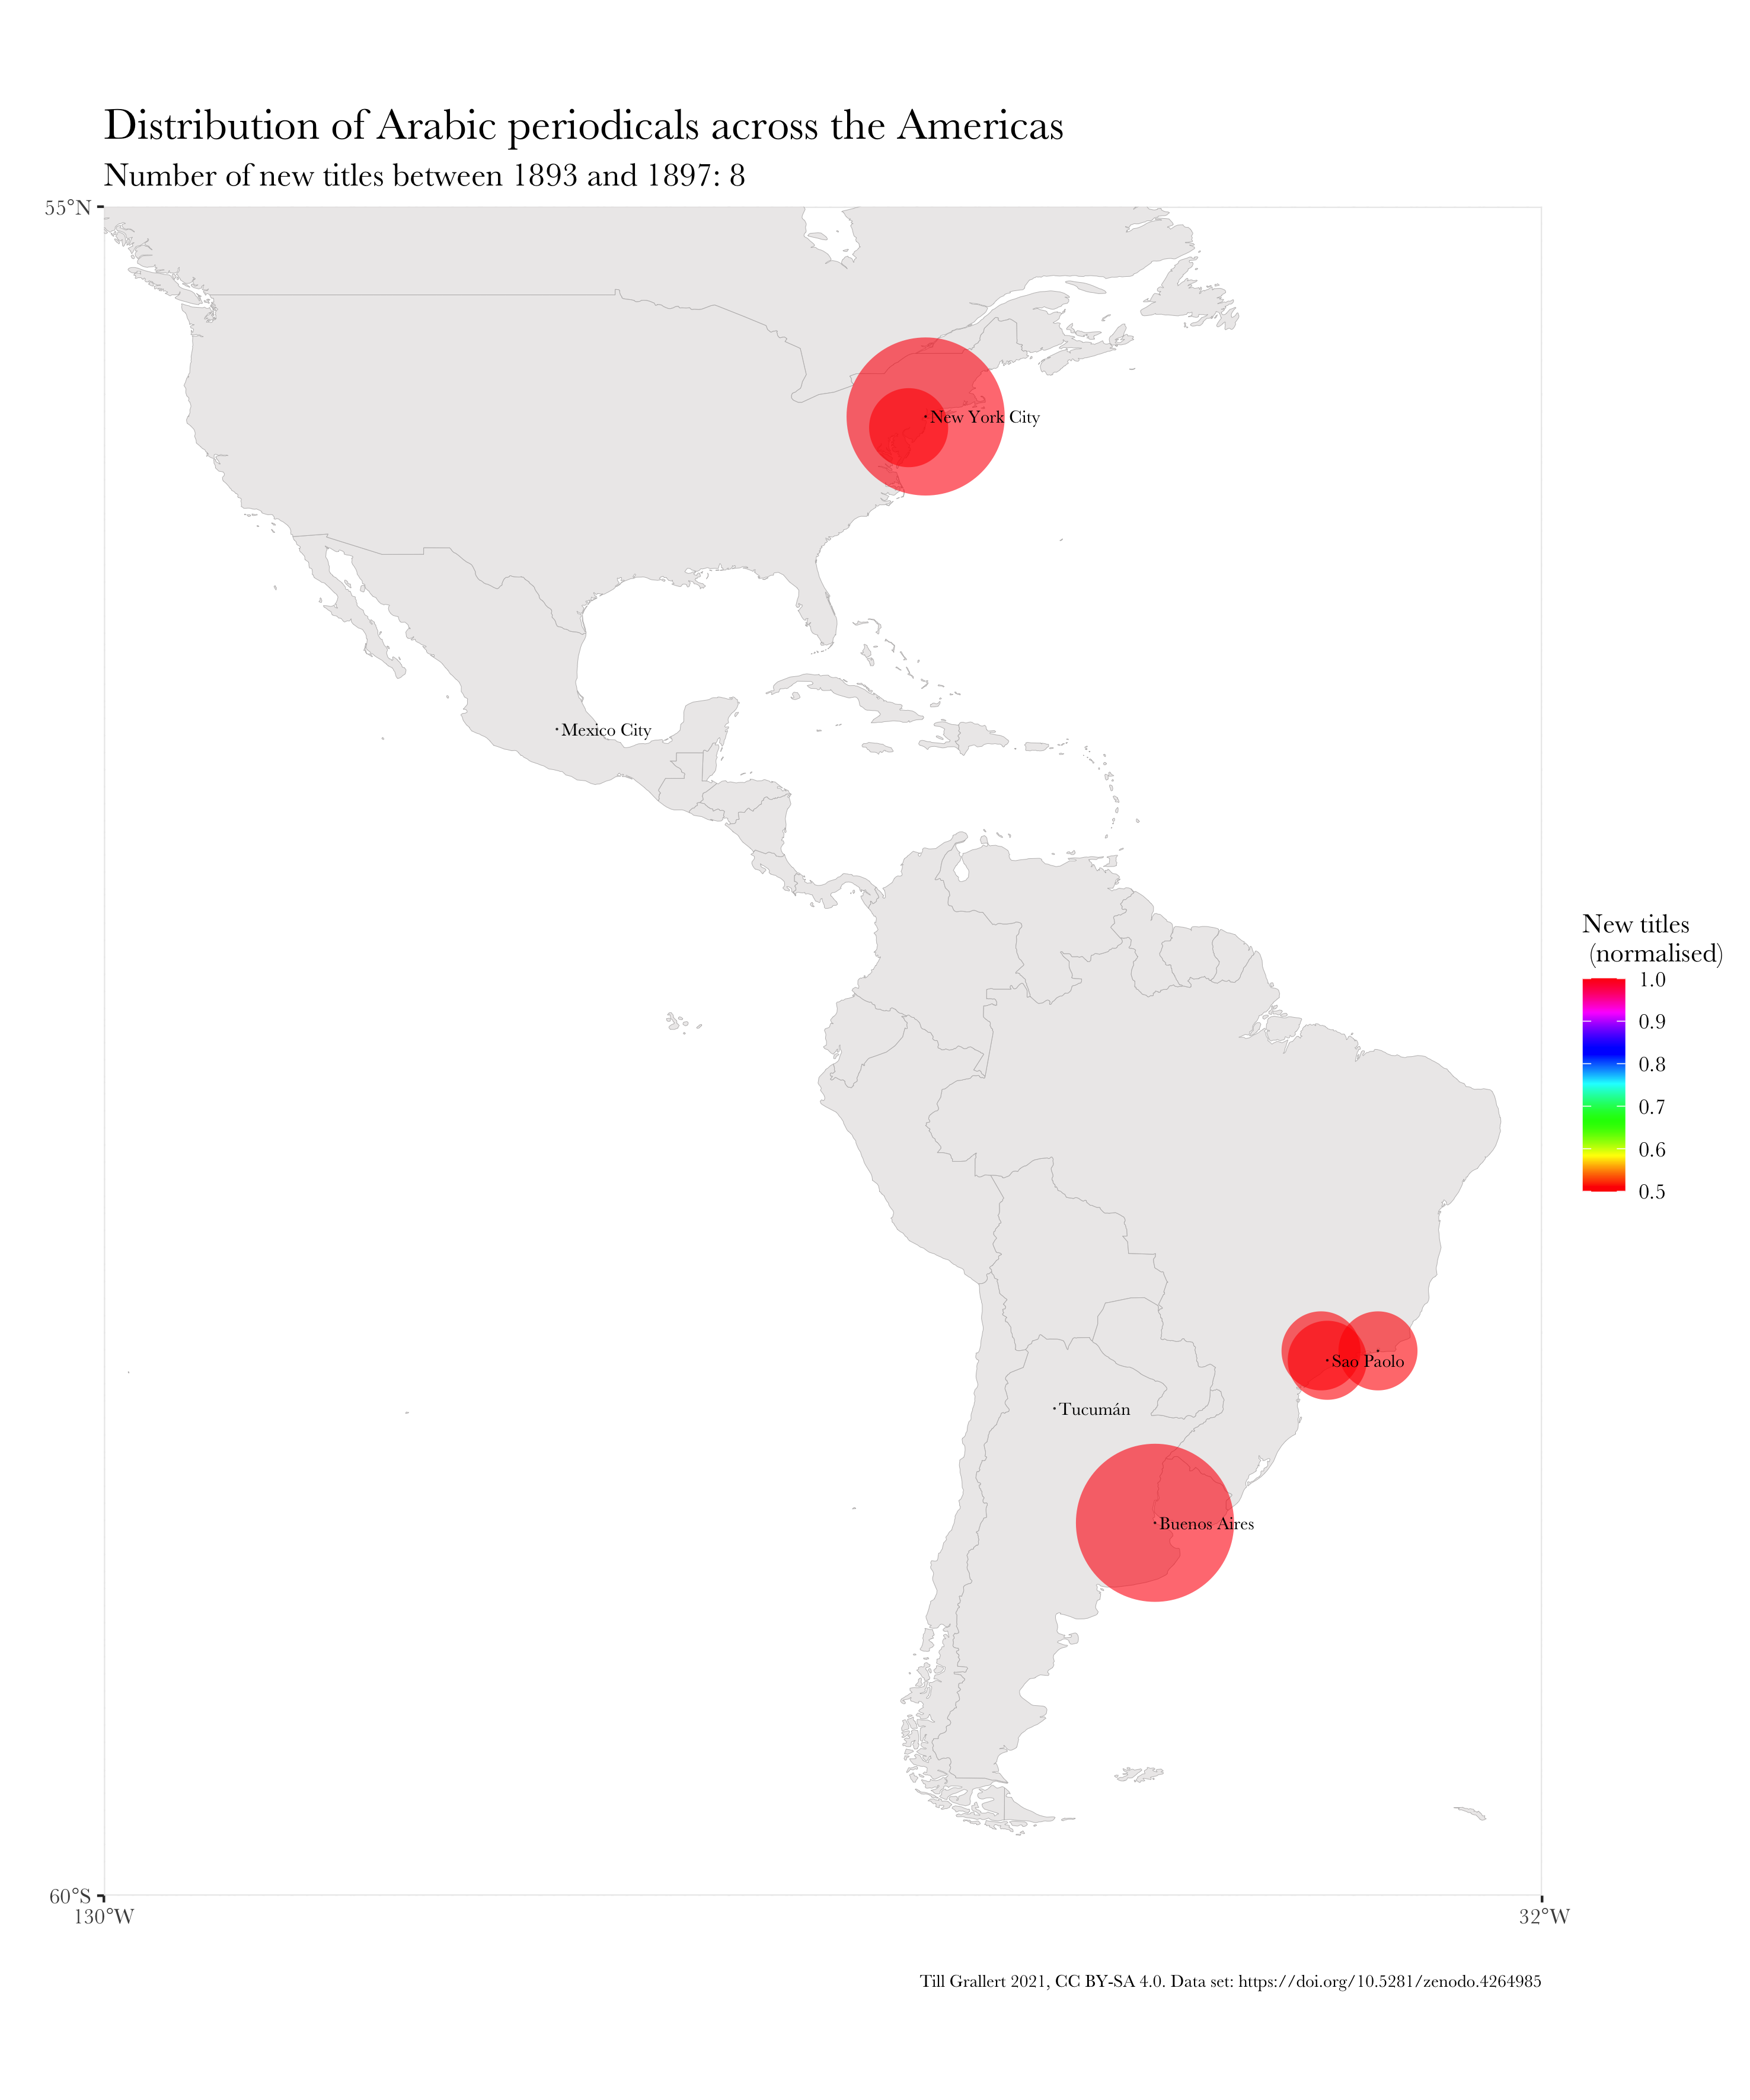 Distribution of Arabic periodicals across the Americas
Number of new titles between 1893 and 1897: 8
55°N
New York City
Mexico City
New titles
(normalised)
1.0
0.9
0.8
0.7
0.6
0.5
Sao Paolo
Tucumán
Buenos Aires
60°S
130°W
32°W
Till Grallert 2021, CC BY-SA 4.0. Data set: https://doi.org/10.5281/zenodo.4264985